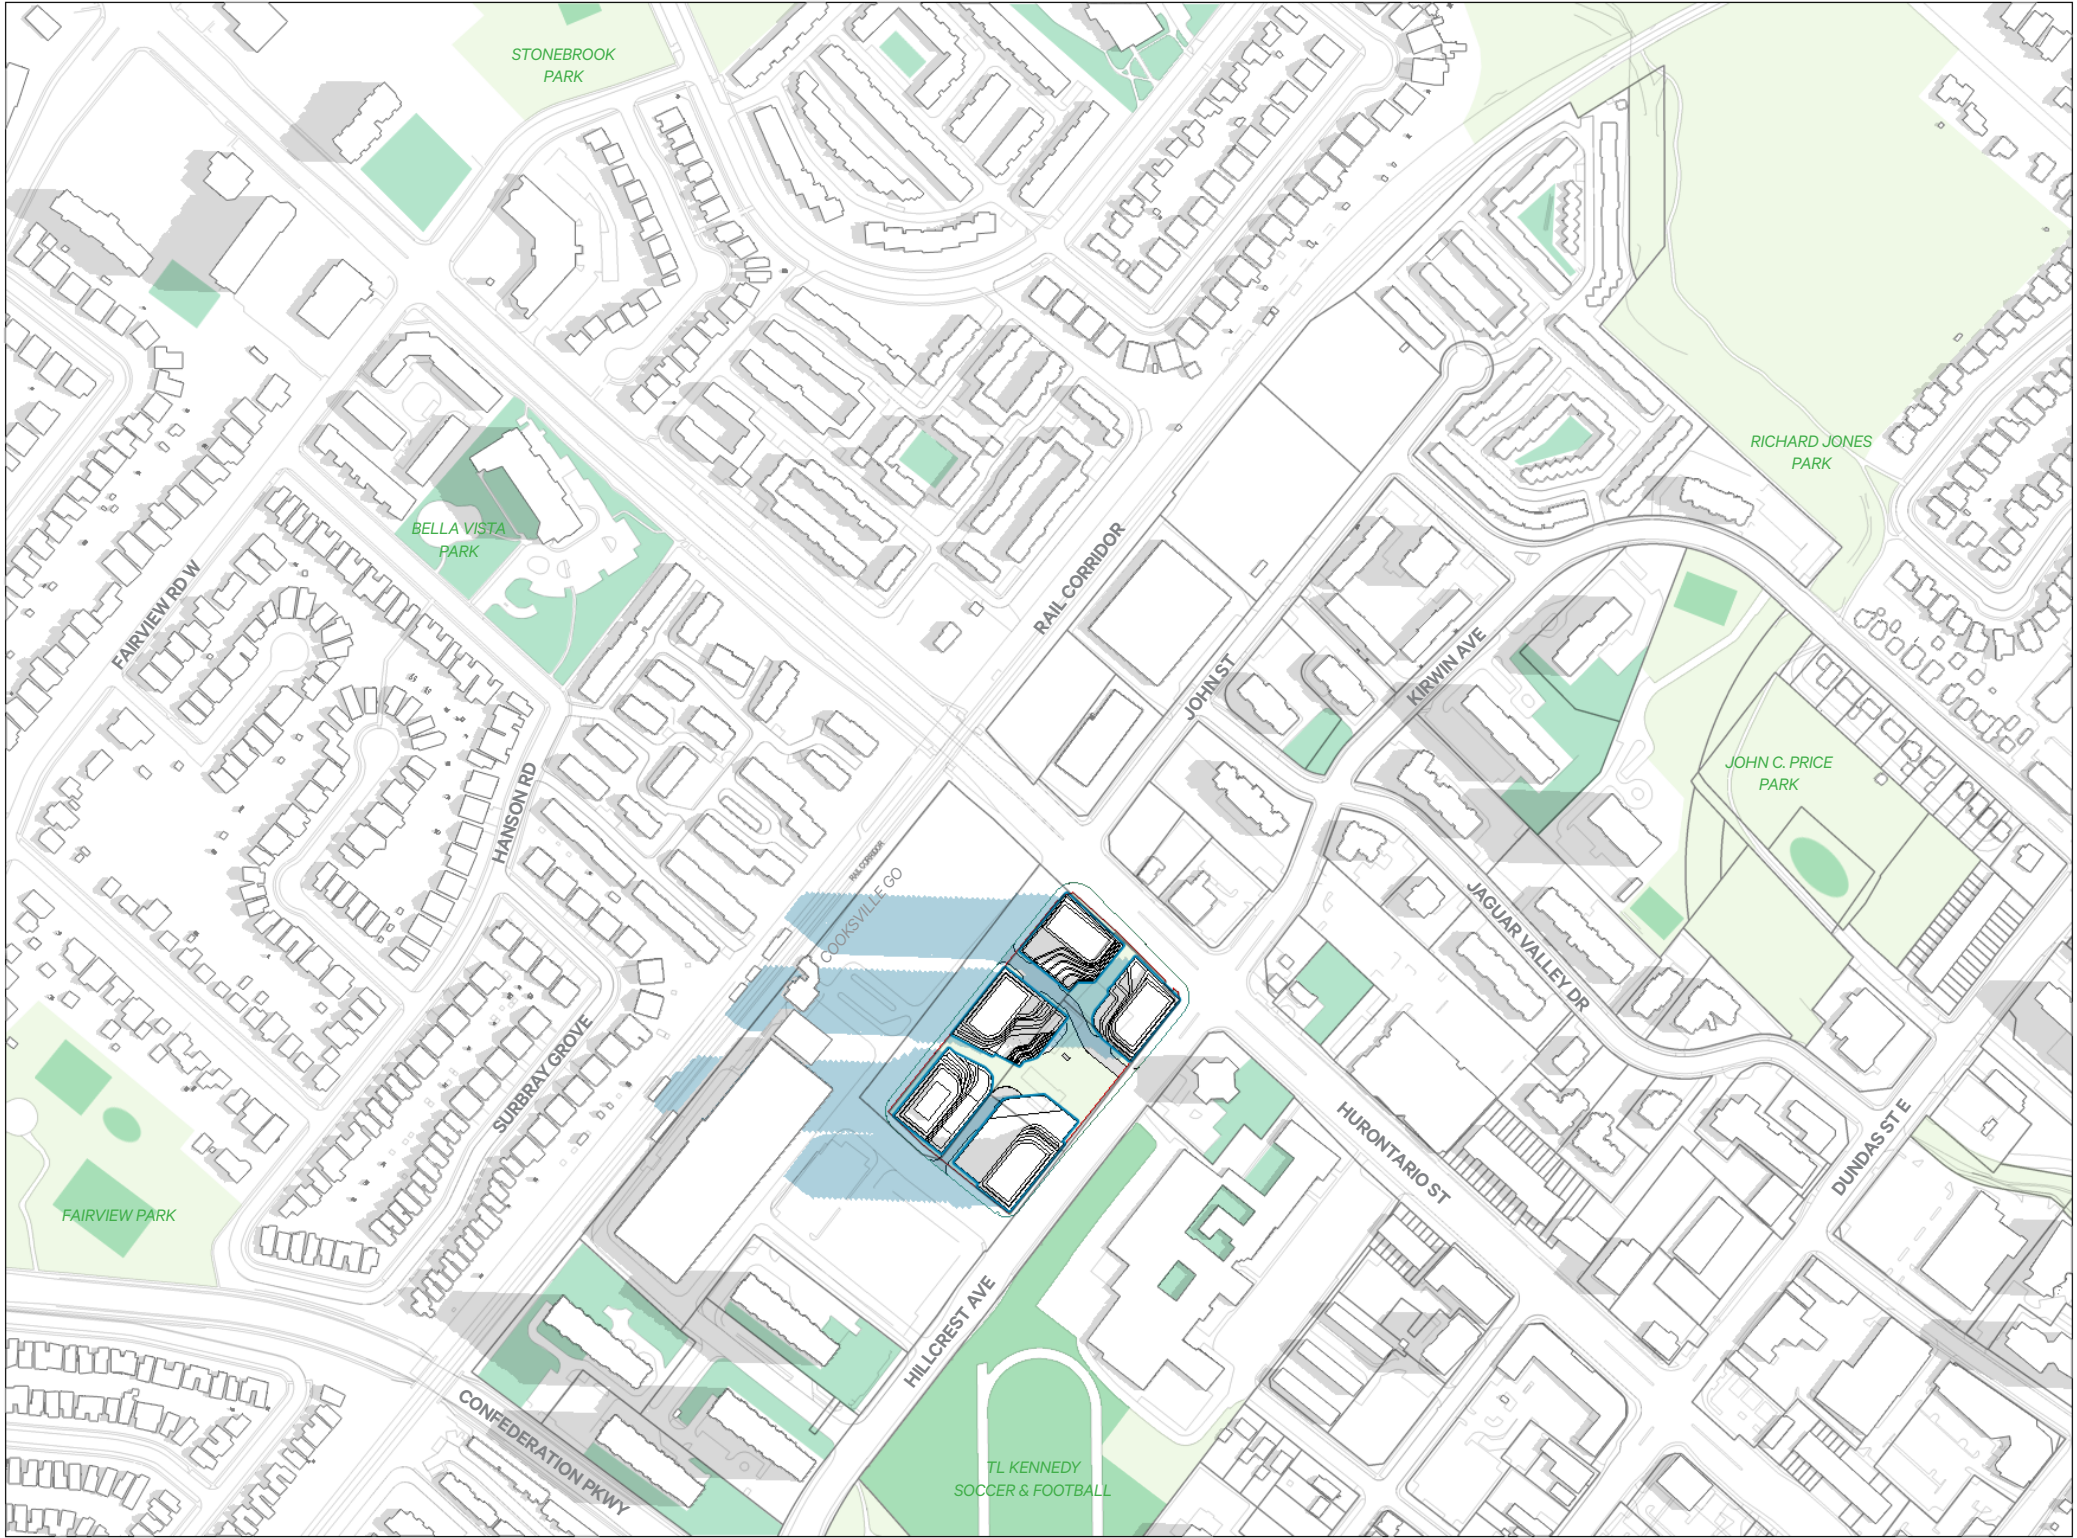 STONEBROOK
PARK
RICHARD JONES
PARK
BELLA VISTA
PARK
RAIL CORRIDOR
FAIRVIEW RD W
JOHN ST
KIRWIN AVE
JOHN C. PRICE
PARK
HANSON RD
RAIL CORRIDOR
COOKSVILLE GO
JAGUAR VALLEY DR
SURBRAY GROVE
HURONTARIO ST
DUNDAS ST E
FAIRVIEW PARK
HILLCREST AVE
CONFEDERATION PKWY
TL KENNEDY
SOCCER & FOOTBALL